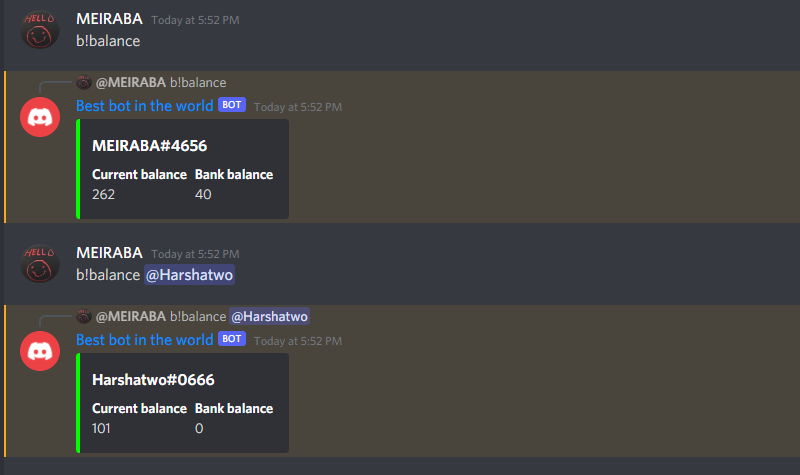 MEIRABA Today at 5:52 PM
HELLO
b!balance
@MEIRABA b!balance
Best bot in the world BOT Today at 5:52 PM
MEIRABA#4656
Current balance Bank balance
262 40
MEIRABA Today at 5:52 PM
HELLO
b!balance @Harshatwo
@MEIRABA b!balance @Harshatwo
Best bot in the world BOT Today at 5:52 PM
Harshatwo#0666
Current balance Bank balance
101 0